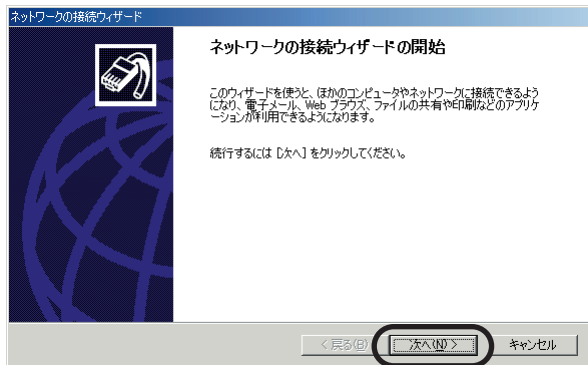 ネットワークの接続ウィザード
ネットワークの接続ウィザードの開始
このウィザードを使うと、ほかのコンピュータやネットワークに接続できるよう
になり、電子メール、Web ブラウズ、ファイルの共有や印刷などのアプリケ
ーションが利用できるようになります。
続行するには [次へ] をクリックしてください。
< 戻る(B) 次へ(N) > キャンセル